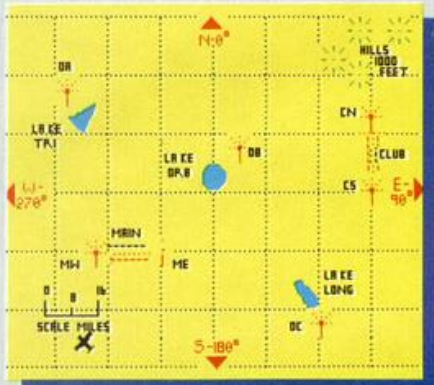 N-0°
HILLS
1000
FEET
OA
CN
LAKE
TRI
OB
LAKE
ORB
CLUB
CS
W-
270°
E-
90°
MAIN
MW
ME
LAKE
LONG
0 8 16
SCALE MILES
OC
S-180°